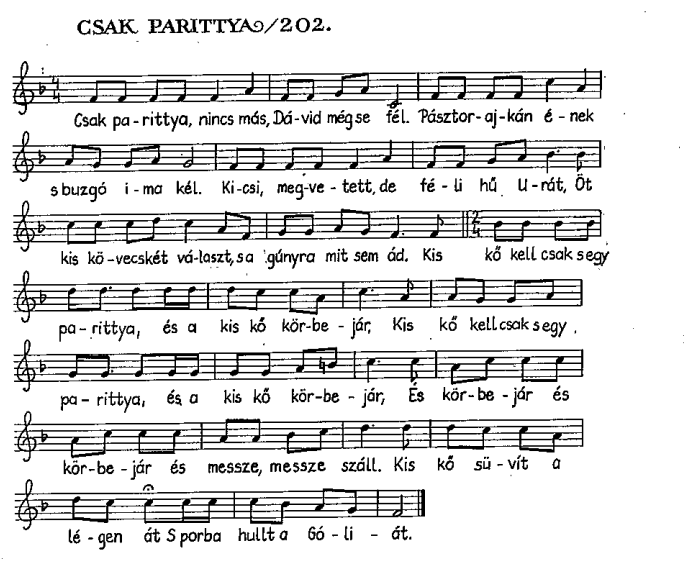 CSAK PARITTYA/202.
4
4
Csak pa-rittya, nincs más, Dá-vid mégse fél. Pásztor-aj-kán é-nek
s buzgó i-ma kél. Ki-csi, meg-ve-tett, de fé-li hű U-rát, Öt
kis kö-vecskét vá-laszt, s a gúnyra mit sem ád. Kis kő kell csak s egy
2
4
pa-rittya, és a kis kő kör-be-jár, Kis kő kell csak s egy
pa-rittya, és a kis kő kör-be-jár, És kör-be-jár és
kör-be-jár és messze, messze száll. Kis kő sü-vít a
lé-gen át S porba hullt a Gó-li-át.